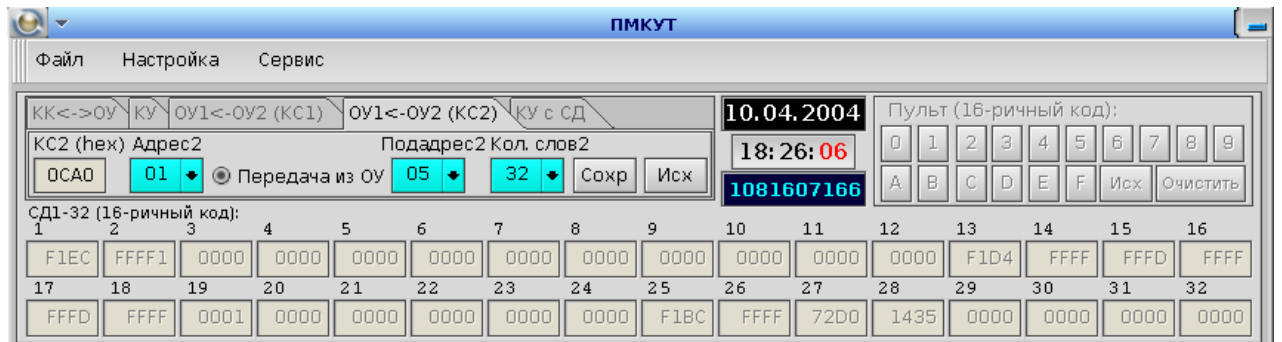 ПМКУТ
Файл Настройка Сервис
КК<->ОУ КУ ОУ1<-ОУ2 (КС1) ОУ1<-ОУ2 (КС2) КУ с СД
10.04.2004
Пульт (16-ричный код):
КС2 (hex) Адрес2 Подадрес2 Кол. слов2
0 1 2 3 4 5 6 7 8 9
0CA0 01 Передача из ОУ 05 32 Сохр Исх
18:26:06
A B C D E F Исх Очистить
1081607166
СД1-32 (16-ричный код):
1 2 3 4 5 6 7 8 9 10 11 12 13 14 15 16
F1EC FFFF1 0000 0000 0000 0000 0000 0000 0000 0000 0000 0000 F1D4 FFFF FFFD FFFF
17 18 19 20 21 22 23 24 25 26 27 28 29 30 31 32
FFFD FFFF 0001 0000 0000 0000 0000 0000 F1BC FFFF 72D0 1435 0000 0000 0000 0000